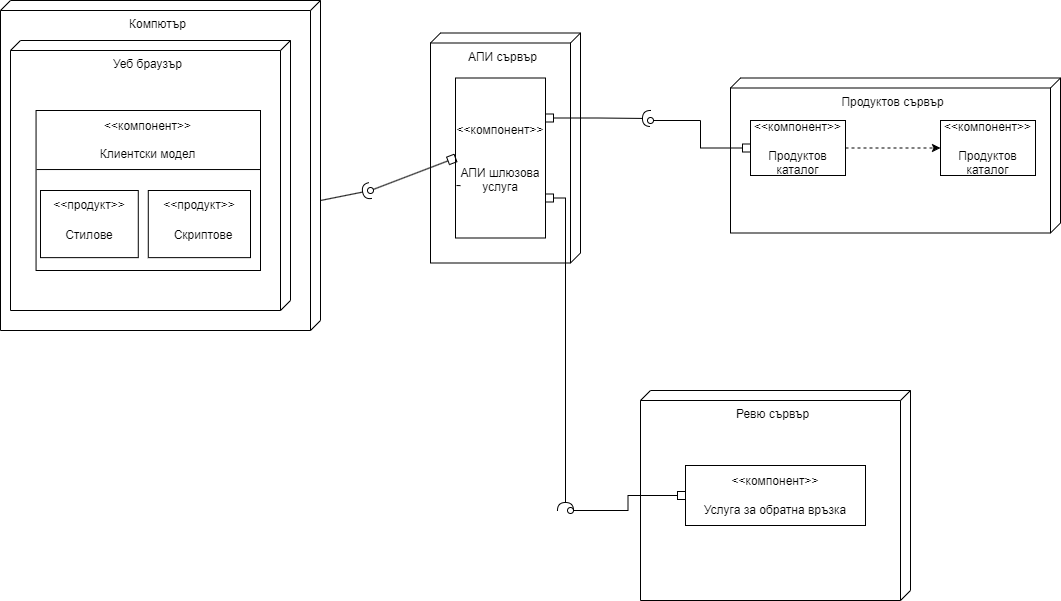 Компютър
Уеб браузър
<<компонент>>
Клиентски модел
<<продукт>>
Стилове
<<продукт>>
Скриптове
АПИ сървър
<<компонент>>
АПИ шлюзова
услуга
Продуктов сървър
<<компонент>>
Продуктов
каталог
<<компонент>>
Продуктов
каталог
Ревю сървър
<<компонент>>
Услуга за обратна връзка